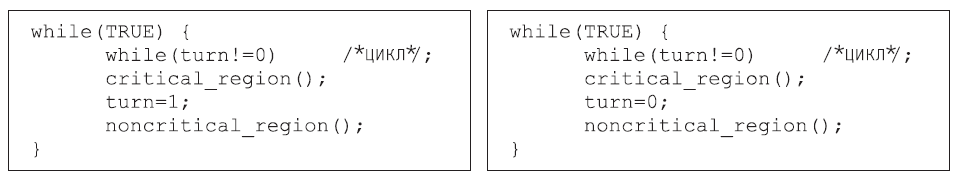 while(TRUE) {
while(turn!=0) /*цикл*/;
critical_region();
turn=1;
noncritical_region();
}
while(TRUE) {
while(turn!=0) /*цикл*/;
critical_region();
turn=0;
noncritical_region();
}